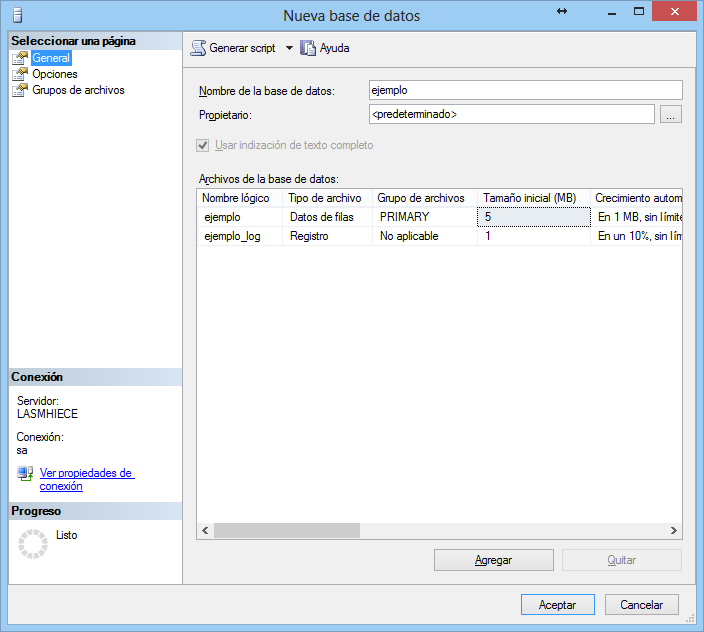 Nueva base de datos
Seleccionar una página
General
Opciones
Grupos de archivos
Generar script
Ayuda
Nombre de la base de datos: ejemplo
Propietario: <predeterminado> ...
Usar indización de texto completo
Archivos de la base de datos:
Nombre lógico Tipo de archivo Grupo de archivos Tamaño inicial (MB) Crecimiento autom
ejemplo Datos de filas PRIMARY 5 En 1 MB, sin límite
ejemplo_log Registro No aplicable 1 En un 10%, sin lím
Conexión
Servidor:
LASMHIECE
Conexión:
sa
Ver propiedades de
conexión
Progreso
Listo
Agregar Quitar
Aceptar Cancelar